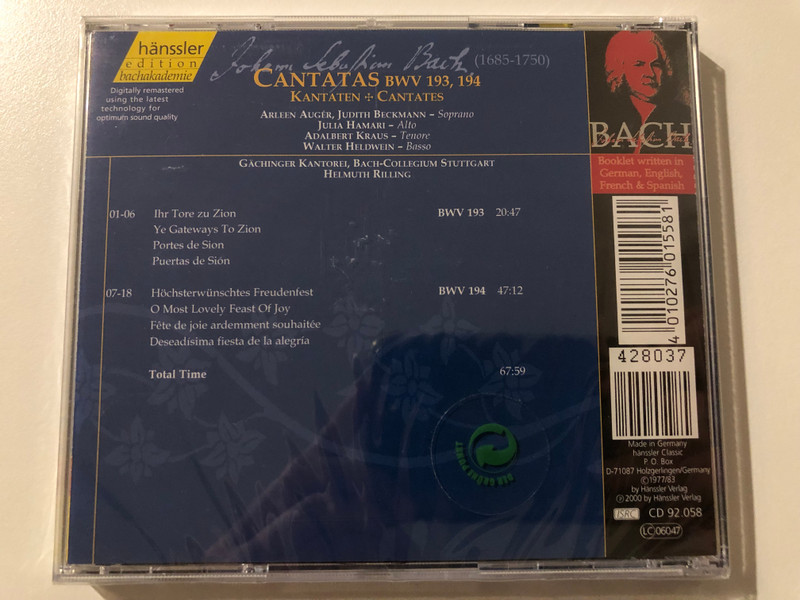 hänssler
edition
bachakademie
Digitally remastered
using the latest
technology for
optimum sound quality
Johann Sebastian Bach (1685-1750)
CANTATAS BWV 193, 194
KANTATEN + CANTATES
ARLEEN AUGÉR, JUDITH BECKMANN – Soprano
JULIA HAMARI – Alto
ADALBERT KRAUS – Tenore
WALTER HELDWEIN – Basso
GÄCHINGER KANTOREI, BACH-COLLEGIUM STUTTGART
HELMUTH RILLING
01-06 Ihr Tore zu Zion BWV 193 20:47
Ye Gateways To Zion
Portes de Sion
Puertas de Sión
07-18 Höchsterwünschtes Freudenfest BWV 194 47:12
O Most Lovely Feast Of Joy
Fête de joie ardemment souhaitée
Deseadísima fiesta de la alegría
Total Time 67:59
DER GRÜNE PUNKT
BACH
Booklet written in
German, English,
French & Spanish
4 010276 015581
428037
Made in Germany
hänssler Classic
P. O. Box
D-71087 Holzgerlingen/Germany
©1977/83
by Hänssler Verlag
℗ 2000 by Hänssler Verlag
ISRC CD 92.058
LC 06047